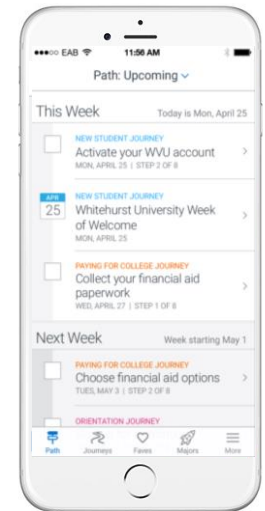 EAB 11:56 AM
Path: Upcoming
This Week Today is Mon, April 25
NEW STUDENT JOURNEY
Activate your WVU account
MON, APRIL 25 | STEP 2 OF 8
APR
25
NEW STUDENT JOURNEY
Whitehurst University Week
of Welcome
MON, APRIL 25
PAYING FOR COLLEGE JOURNEY
Collect your financial aid
paperwork
WED, APRIL 27 | STEP 1 OF 8
Next Week Week starting May 1
PAYING FOR COLLEGE JOURNEY
Choose financial aid options
TUES, MAY 3 | STEP 2 OF 8
ORIENTATION JOURNEY
Path Journeys Faves Majors More